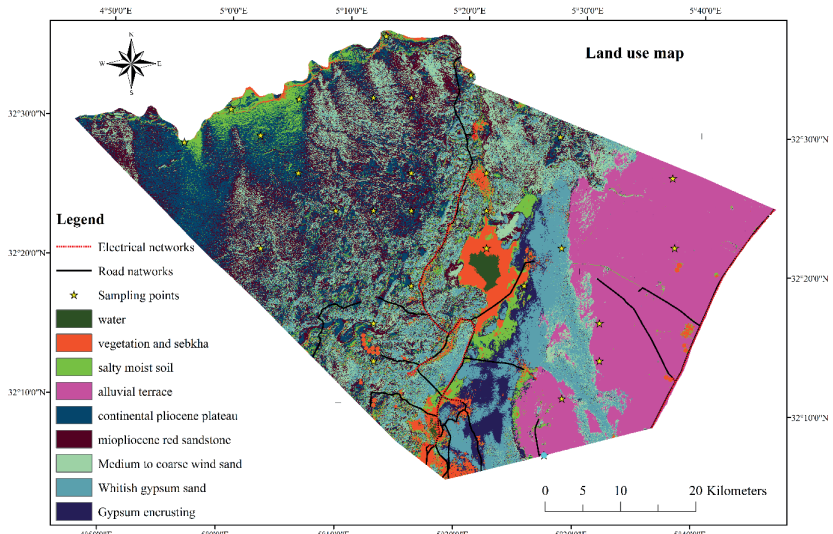 4°50'0"E 5°0'0"E 5°10'0"E 5°20'0"E 5°30'0"E 5°40'0"E
N
W E
S
Land use map
32°30'0"N
32°30'0"N
Legend
Electrical networks
32°20'0"N
Road natworks
32°20'0"N
Sampling points
water
vegetation and sebkha
salty moist soil
alluvial terrace
32°10'0"N
32°10'0"N
continental pliocene plateau
miopliocene red sandstone
Medium to coarse wind sand
Whitish gypsum sand
0 5 10 20 Kilometers
Gypsum encrusting